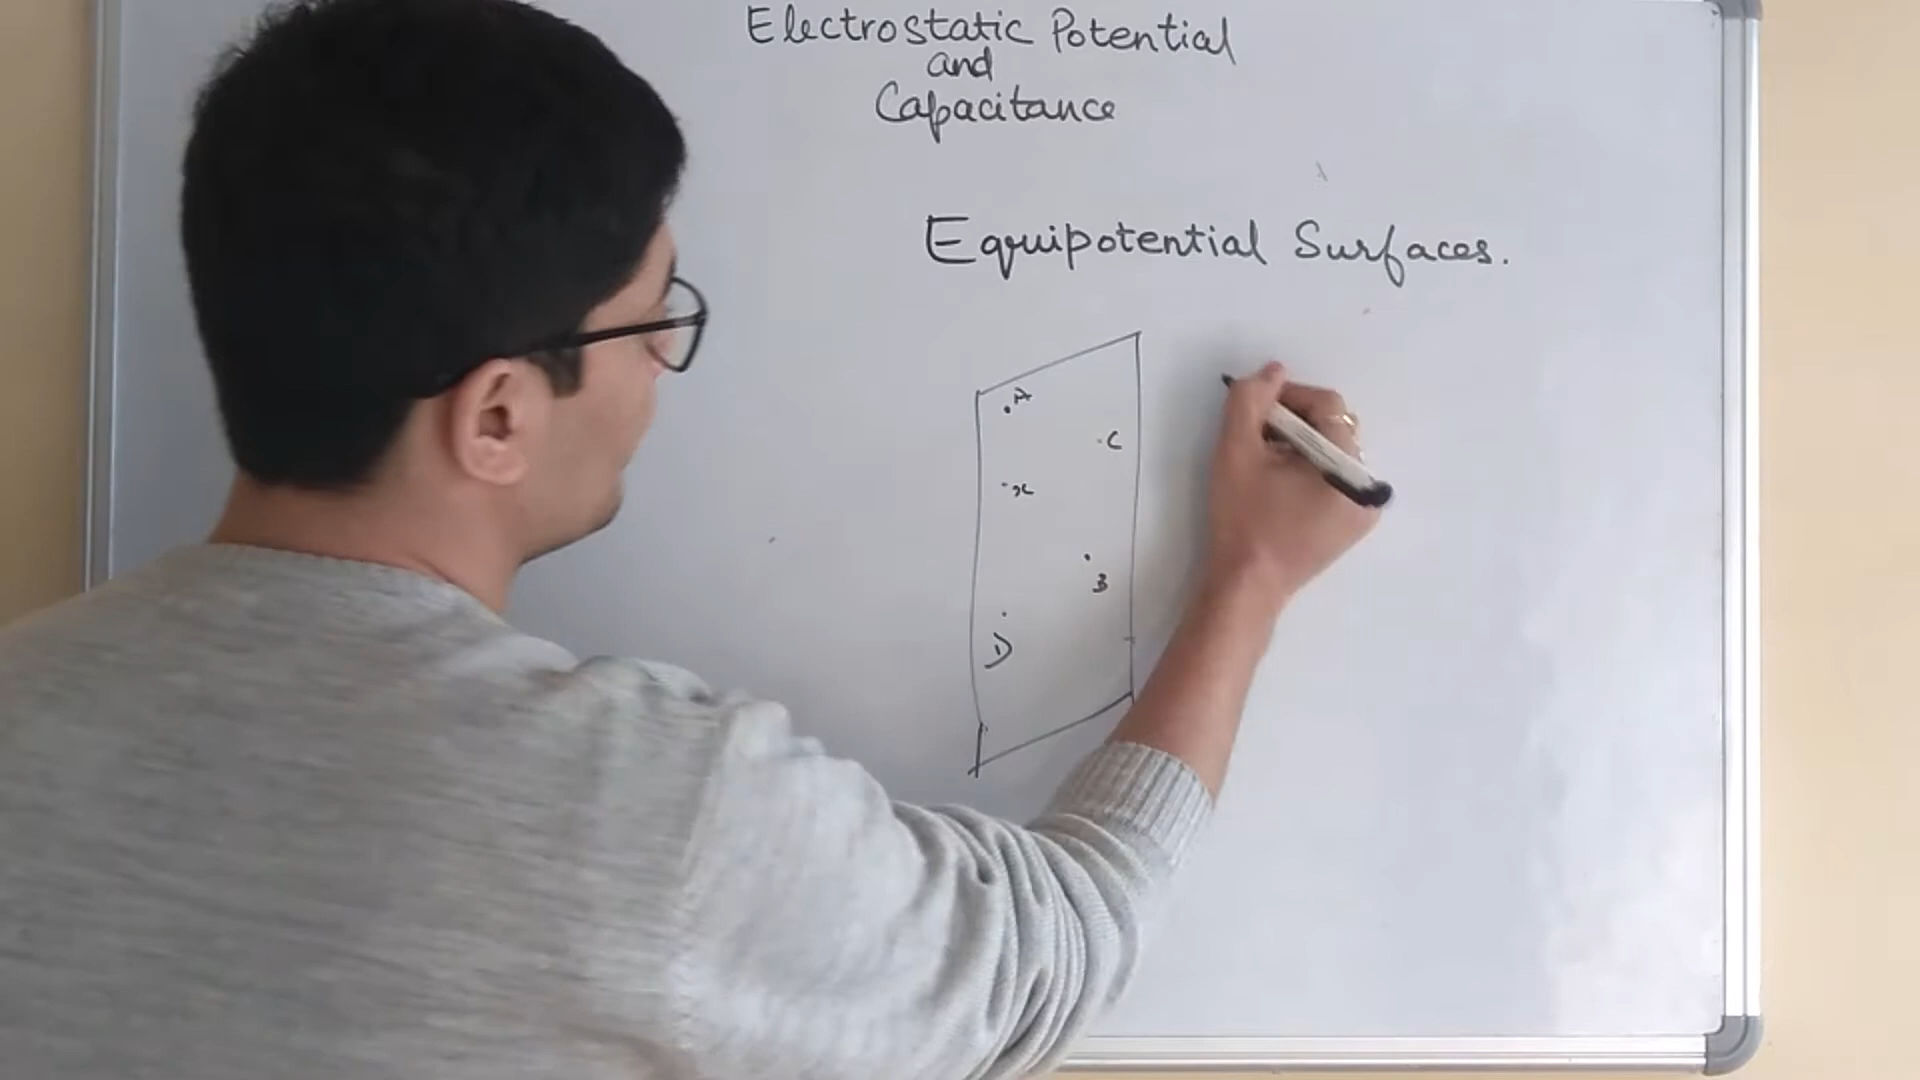 Electrostatic Potential
and
Capacitance
Equipotential Surfaces.
A
C
x
B
D